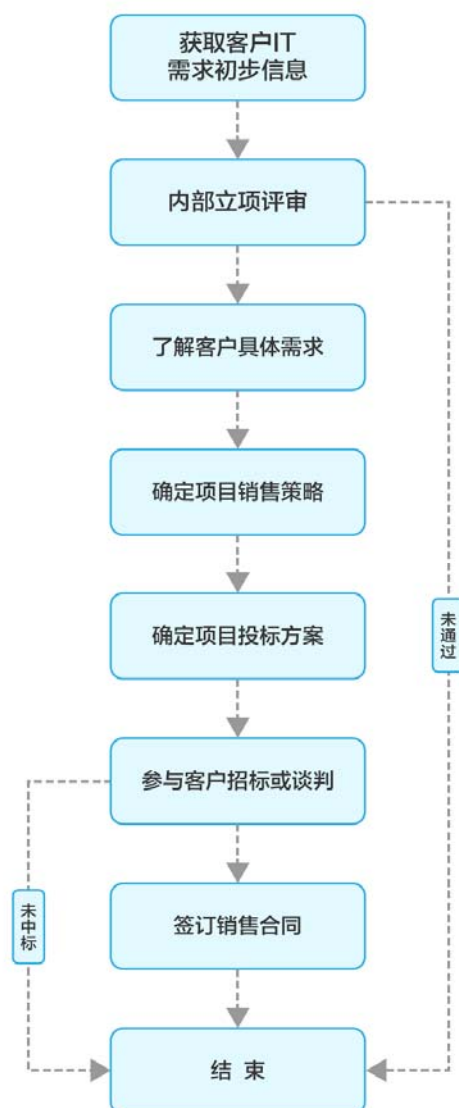 获取客户IT
需求初步信息
内部立项评审
了解客户具体需求
确定项目销售策略
确定项目投标方案
未通过
参与客户招标或谈判
签订销售合同
未中标
结 束